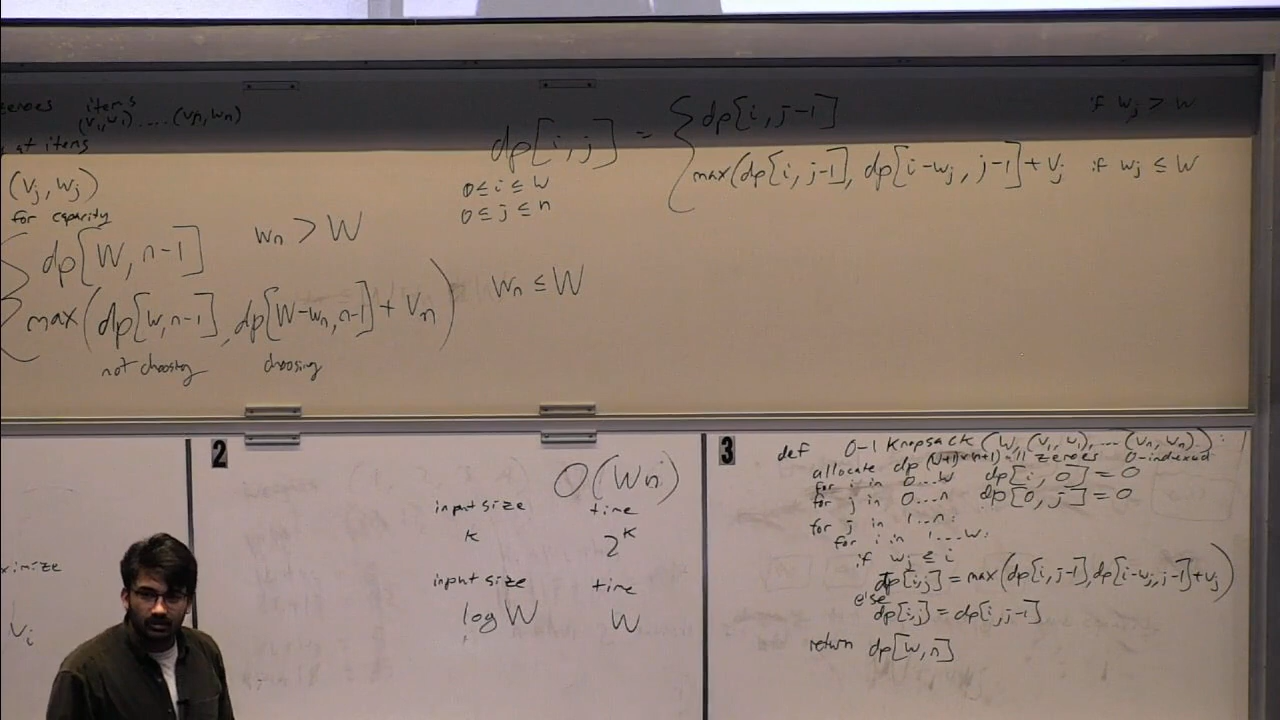 zeroes items
(v₁,w₁) .... (vₙ,wₙ)
at items
(vⱼ, wⱼ)
for capacity
dp[W, n-1] wₙ > W
max(dp[W,n-1], dp[W-wₙ,n-1] + vₙ) wₙ ≤ W
not choosing choosing
dp[i,j] = { dp[i,j-1] if wⱼ > W
max(dp[i,j-1], dp[i-wⱼ, j-1]+vⱼ if wⱼ ≤ W
0 ≤ i ≤ W
0 ≤ j ≤ n
ximize
vᵢ
2
O(Wn)
input size time
k 2^k
input size time
log W W
3
def 0-1 Knapsack (W, (v₁,w₁), ... (vₙ,wₙ)):
allocate dp (W+1)×(n+1) all zeroes 0-indexed
for i in 0...W dp[i,0] = 0
for j in 0...n dp[0,j] = 0
for j in 1...n:
for i in 1...W:
if wⱼ ≤ i
dp[i,j] = max(dp[i,j-1], dp[i-wⱼ,j-1]+vⱼ)
else
dp[i,j] = dp[i,j-1]
return dp[W,n]